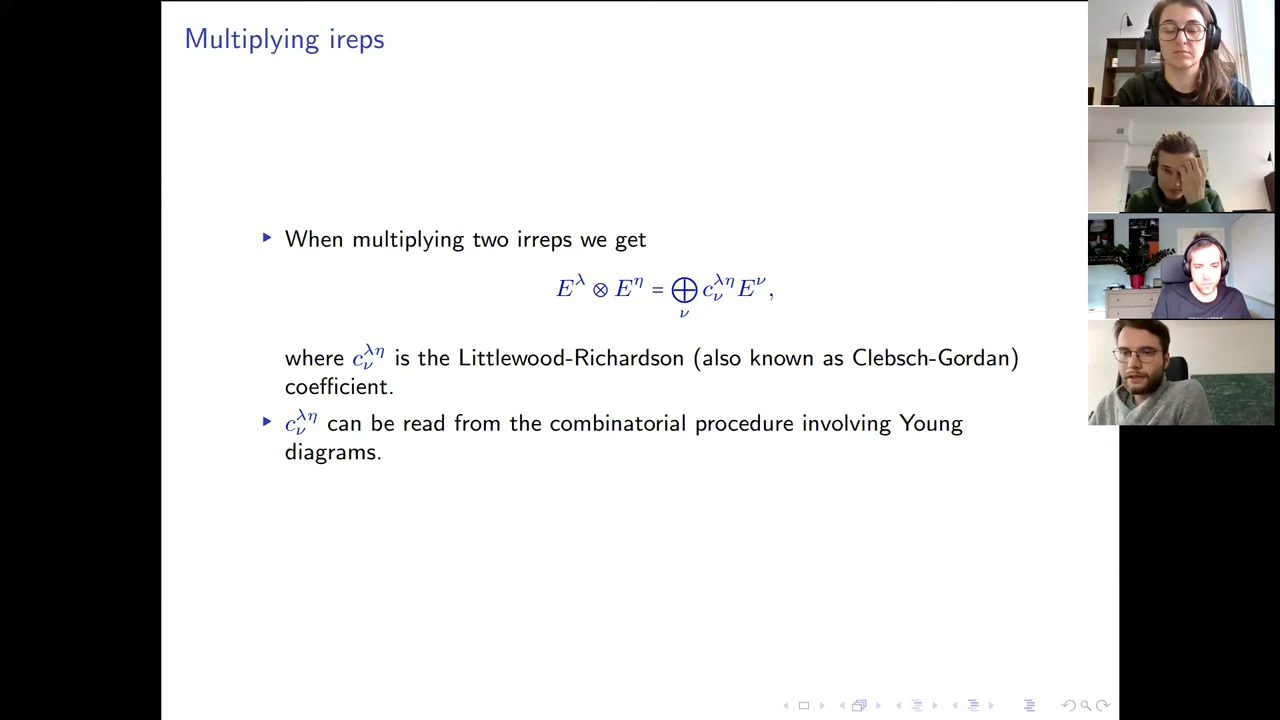 Multiplying ireps
▶ When multiplying two irreps we get
E^λ ⊗ E^η = ⊕_ν c_ν^{λη} E^ν,
where c_ν^{λη} is the Littlewood-Richardson (also known as Clebsch-Gordan)
coefficient.
▶ c_ν^{λη} can be read from the combinatorial procedure involving Young
diagrams.